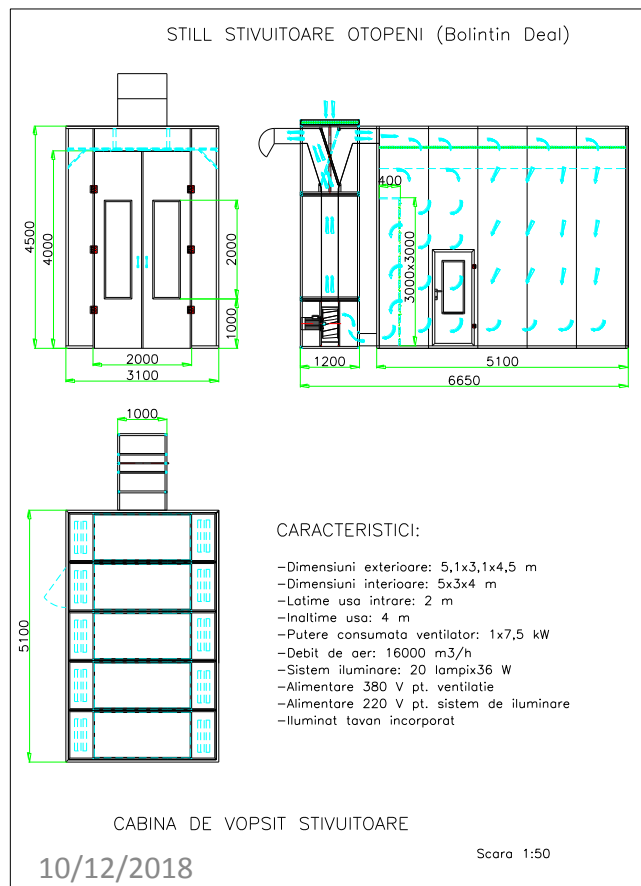 STILL STIVUITOARE OTOPENI (Bolintin Deal)
4500
4000
2000
1000
2000
3100
400
3000x3000
1200
5100
6650
1000
5100
CARACTERISTICI:
-Dimensiuni exterioare: 5,1x3,1x4,5 m
-Dimensiuni interioare: 5x3x4 m
-Latime usa intrare: 2 m
-Inaltime usa: 4 m
-Putere consumata ventilator: 1x7,5 kW
-Debit de aer: 16000 m3/h
-Sistem iluminare: 20 lampix36 W
-Alimentare 380 V pt. ventilatie
-Alimentare 220 V pt. sistem de iluminare
-Iluminat tavan incorporat
CABINA DE VOPSIT STIVUITOARE
Scara 1:50
10/12/2018